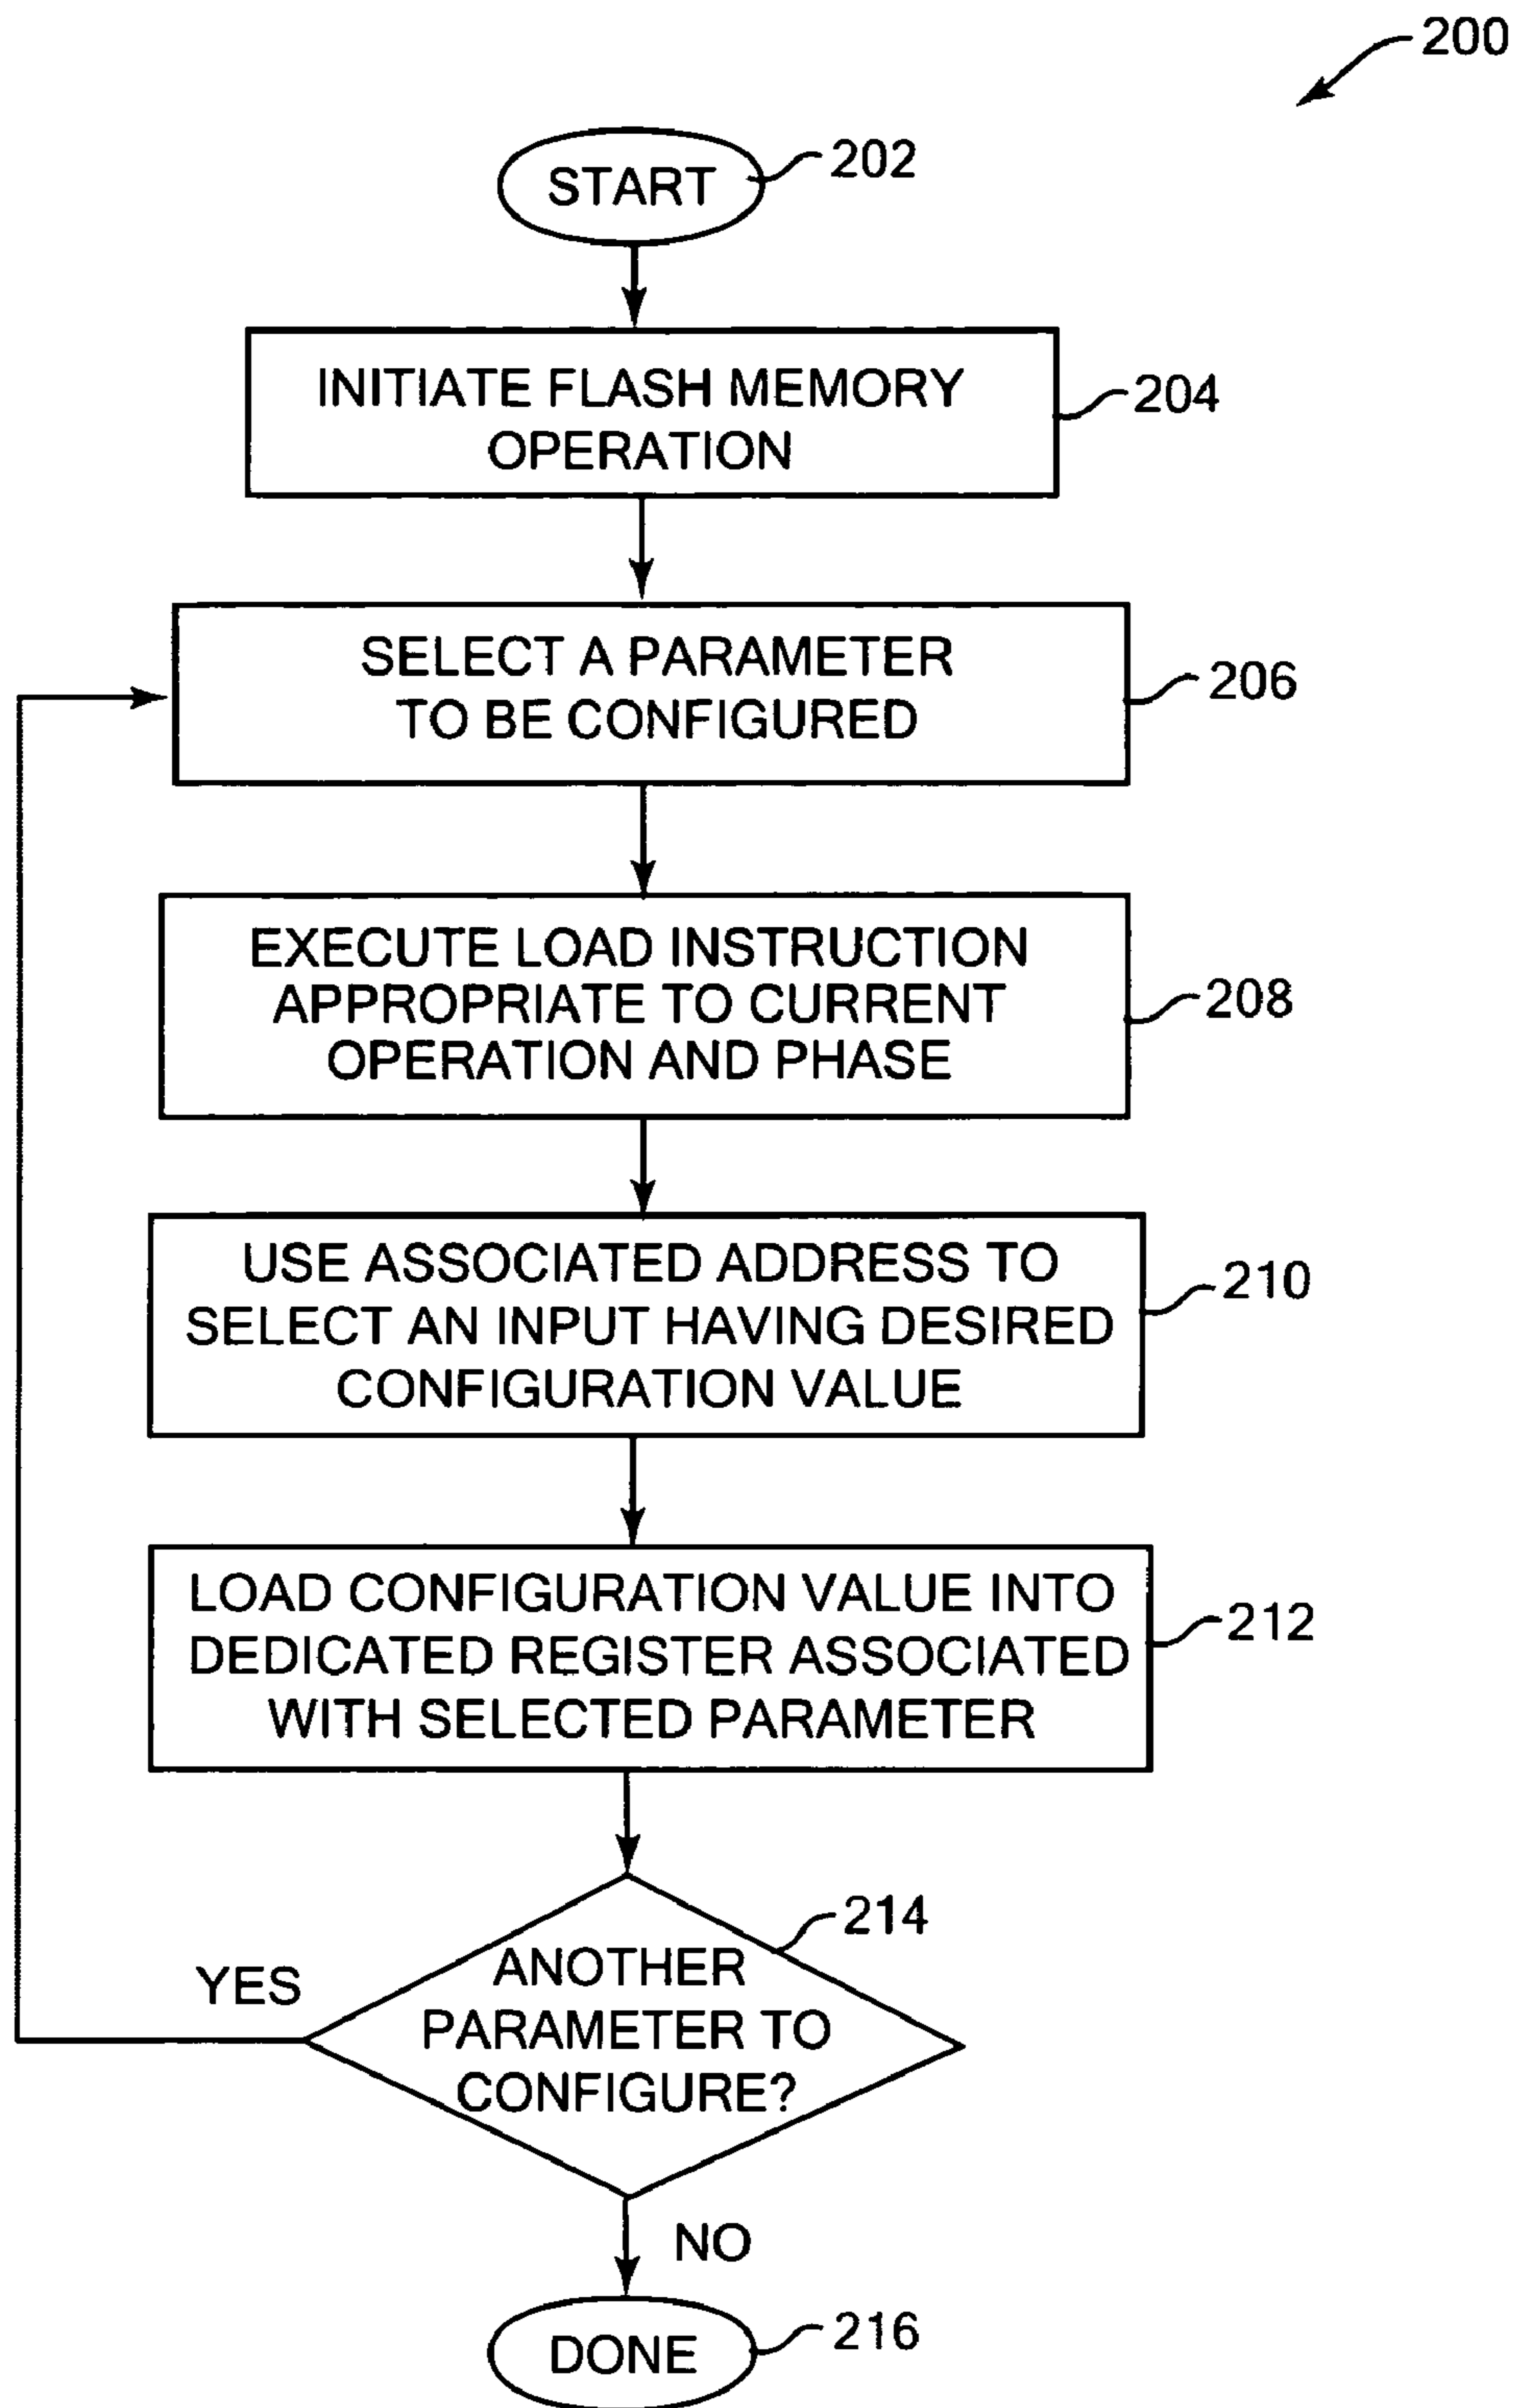 200
START
202
INITIATE FLASH MEMORY
OPERATION
204
SELECT A PARAMETER
TO BE CONFIGURED
206
EXECUTE LOAD INSTRUCTION
APPROPRIATE TO CURRENT
OPERATION AND PHASE
208
USE ASSOCIATED ADDRESS TO
SELECT AN INPUT HAVING DESIRED
CONFIGURATION VALUE
210
LOAD CONFIGURATION VALUE INTO
DEDICATED REGISTER ASSOCIATED
WITH SELECTED PARAMETER
212
214
ANOTHER
PARAMETER TO
CONFIGURE?
YES
NO
DONE
216